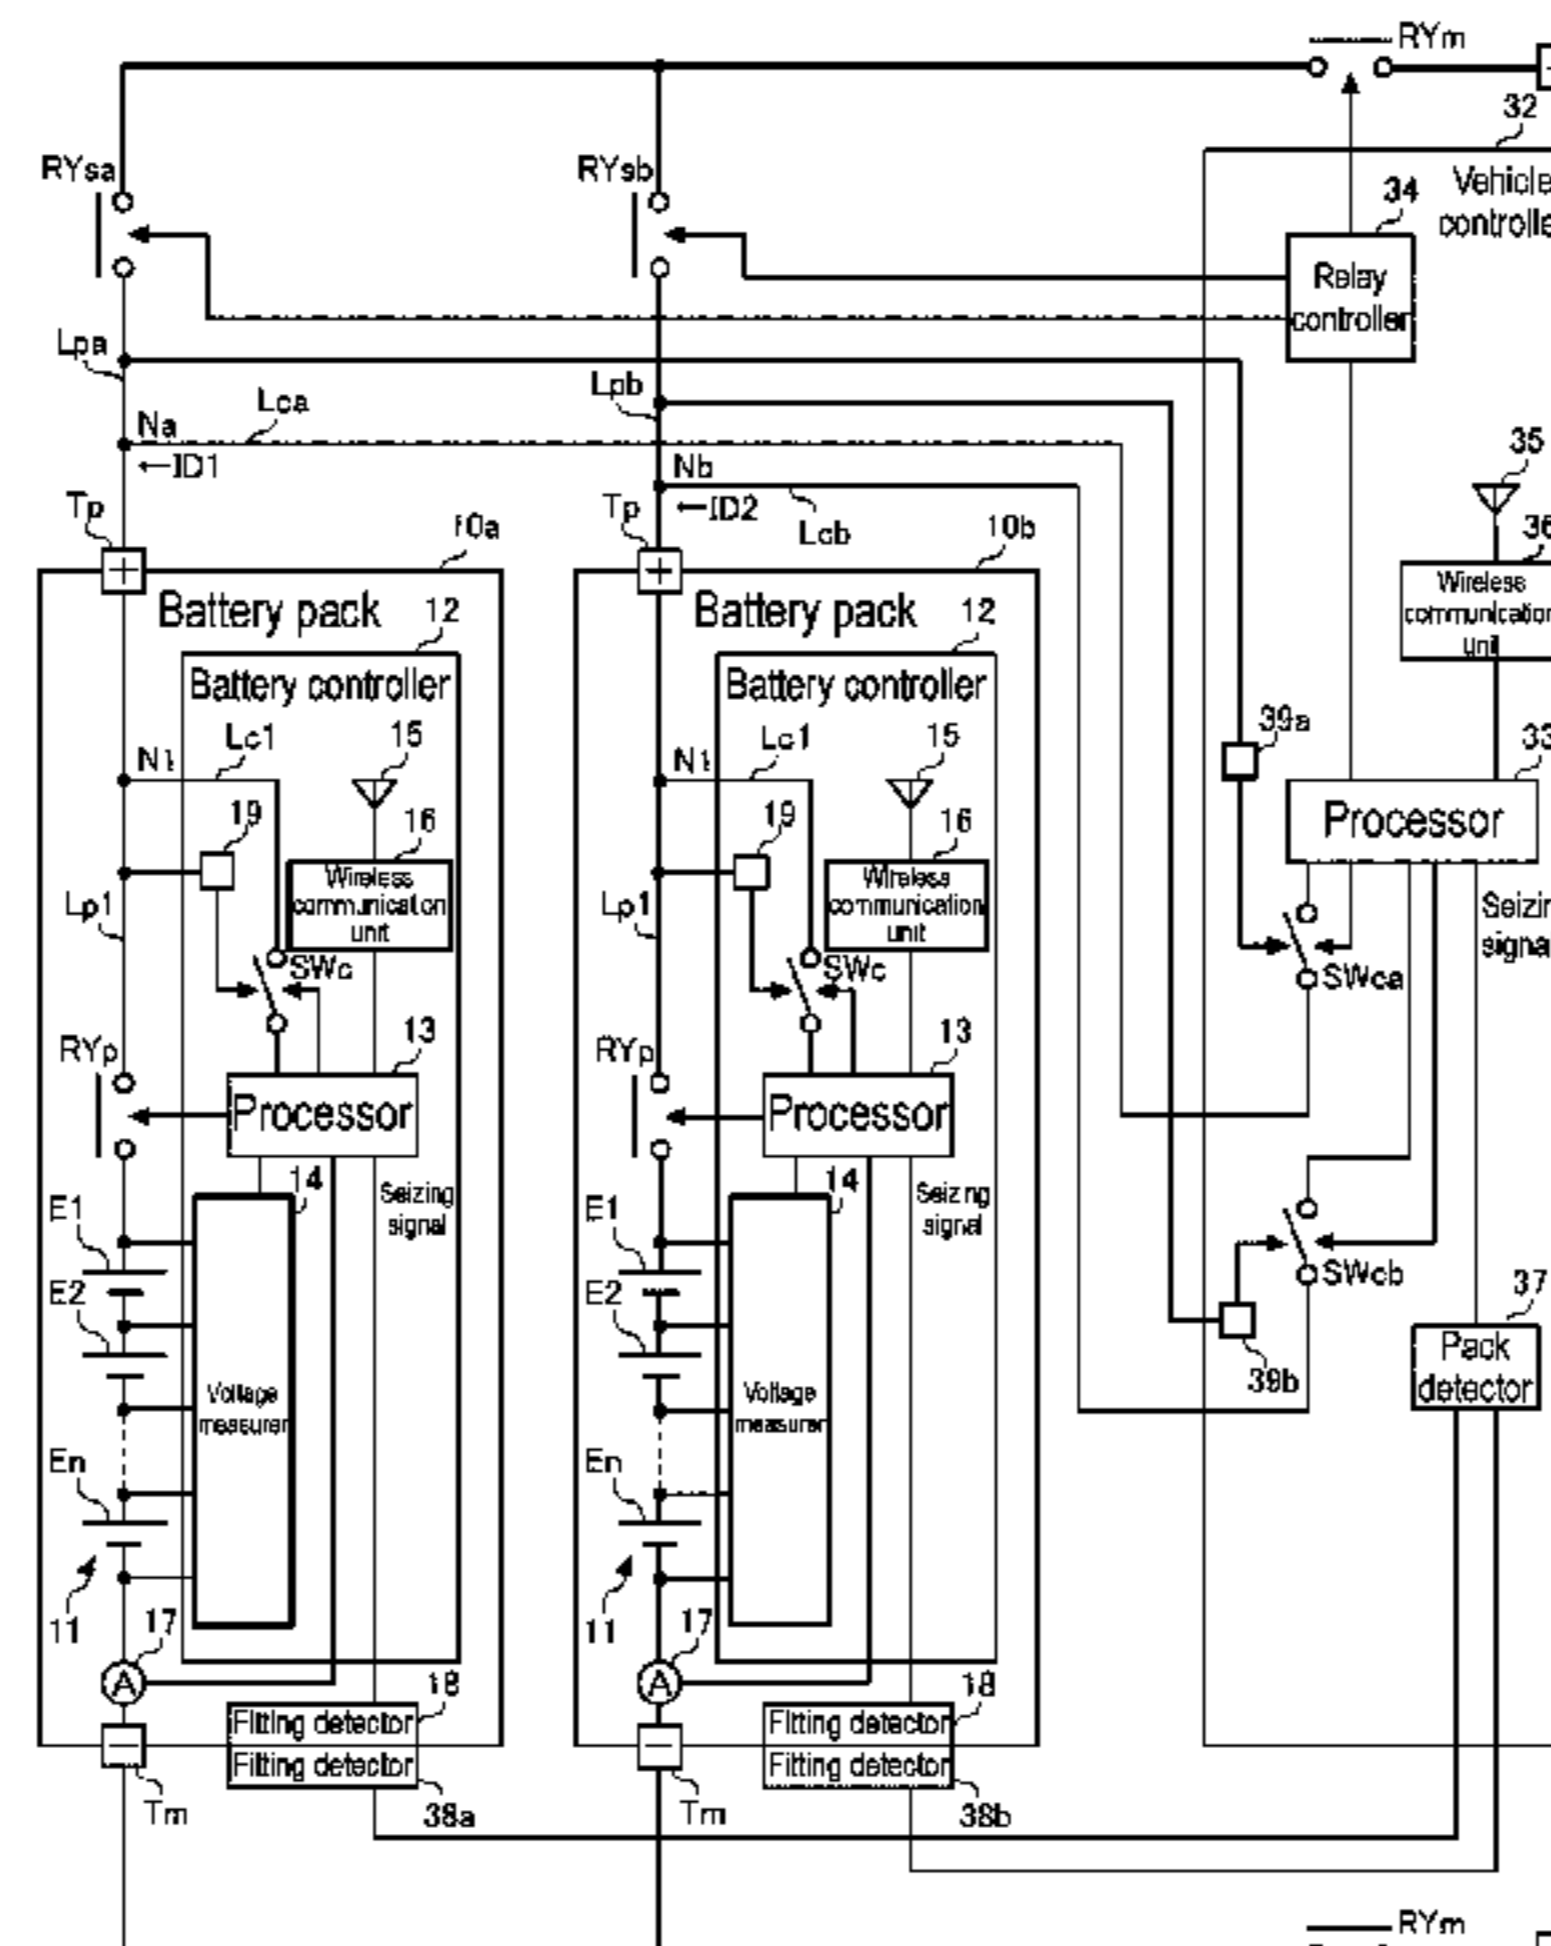 RYm
32
RYsa
RYsb
34
Vehicle
controlle
Relay
controller
Lpa
Lca
Lpb
Na
←ID1
Nb
←ID2
Lcb
35
Tp
10a
Tp
10b
36
Wireless
communication
unit
Battery pack
12
Battery pack
12
Battery controller
Battery controller
39a
Lc1
15
Lc1
15
33
N1
N1
Processor
19
16
19
16
Wireless
communication
unit
Wireless
communication
unit
Lp1
Lp1
Seizin
signa
SWc
SWc
SWca
RYp
13
RYp
13
Processor
Processor
14
Seizing
signal
14
Seizing
signal
E1
E1
E2
E2
SWcb
37
Pack
detector
39b
Voltage
measurer
Voltage
measurer
En
En
11
17
11
17
A
A
18
18
Fitting detector
Fitting detector
Fitting detector
Fitting detector
Tm
38a
Tm
38b
RYm